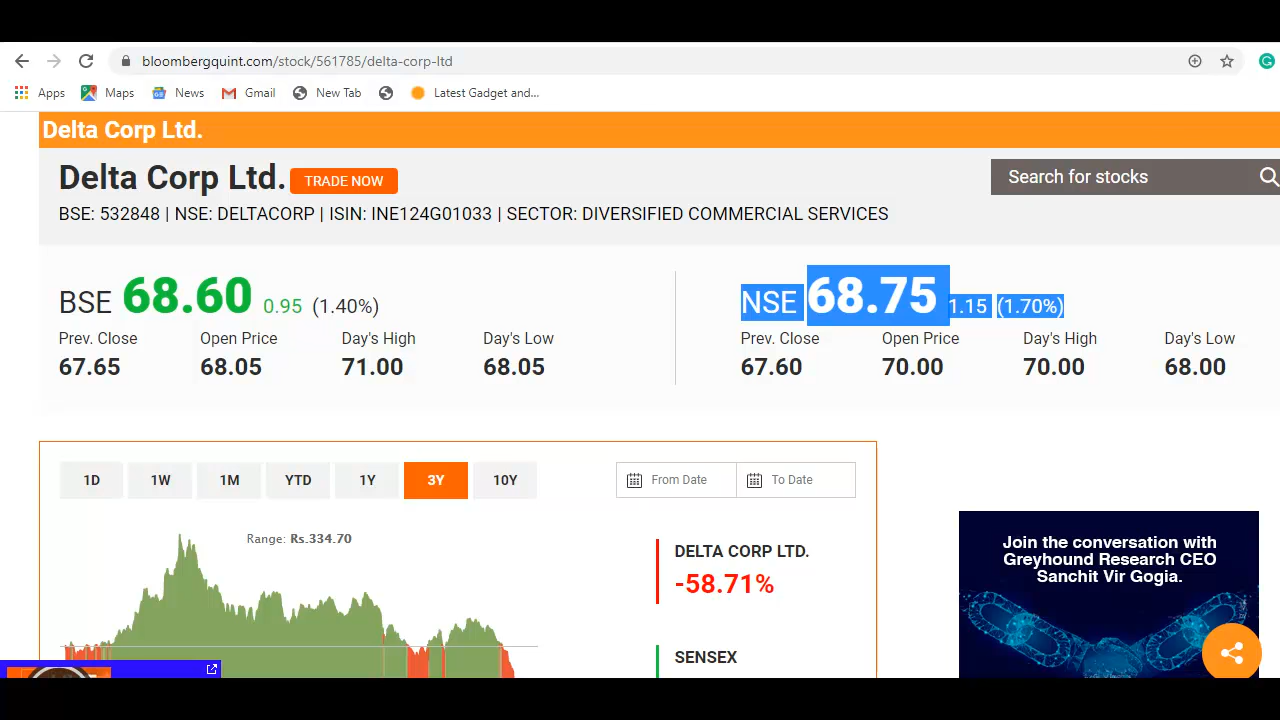 bloombergquint.com/stock/561785/delta-corp-ltd
Apps Maps News Gmail New Tab Latest Gadget and...
Delta Corp Ltd.
Delta Corp Ltd. TRADE NOW
Search for stocks
BSE: 532848 | NSE: DELTACORP | ISIN: INE124G01033 | SECTOR: DIVERSIFIED COMMERCIAL SERVICES
BSE 68.60 0.95 (1.40%)
Prev. Close Open Price Day's High Day's Low
67.65 68.05 71.00 68.05
NSE 68.75 1.15 (1.70%)
Prev. Close Open Price Day's High Day's Low
67.60 70.00 70.00 68.00
1D 1W 1M YTD 1Y 3Y 10Y
From Date To Date
Range: Rs.334.70
DELTA CORP LTD.
-58.71%
SENSEX
Join the conversation with
Greyhound Research CEO
Sanchit Vir Gogia.